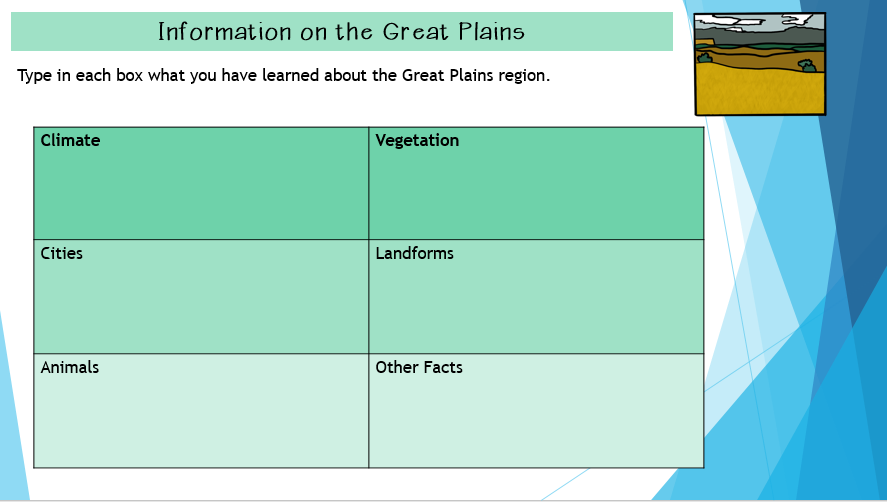 Information on the Great Plains
Type in each box what you have learned about the Great Plains region.
Climate
Vegetation
Cities
Landforms
Animals
Other Facts